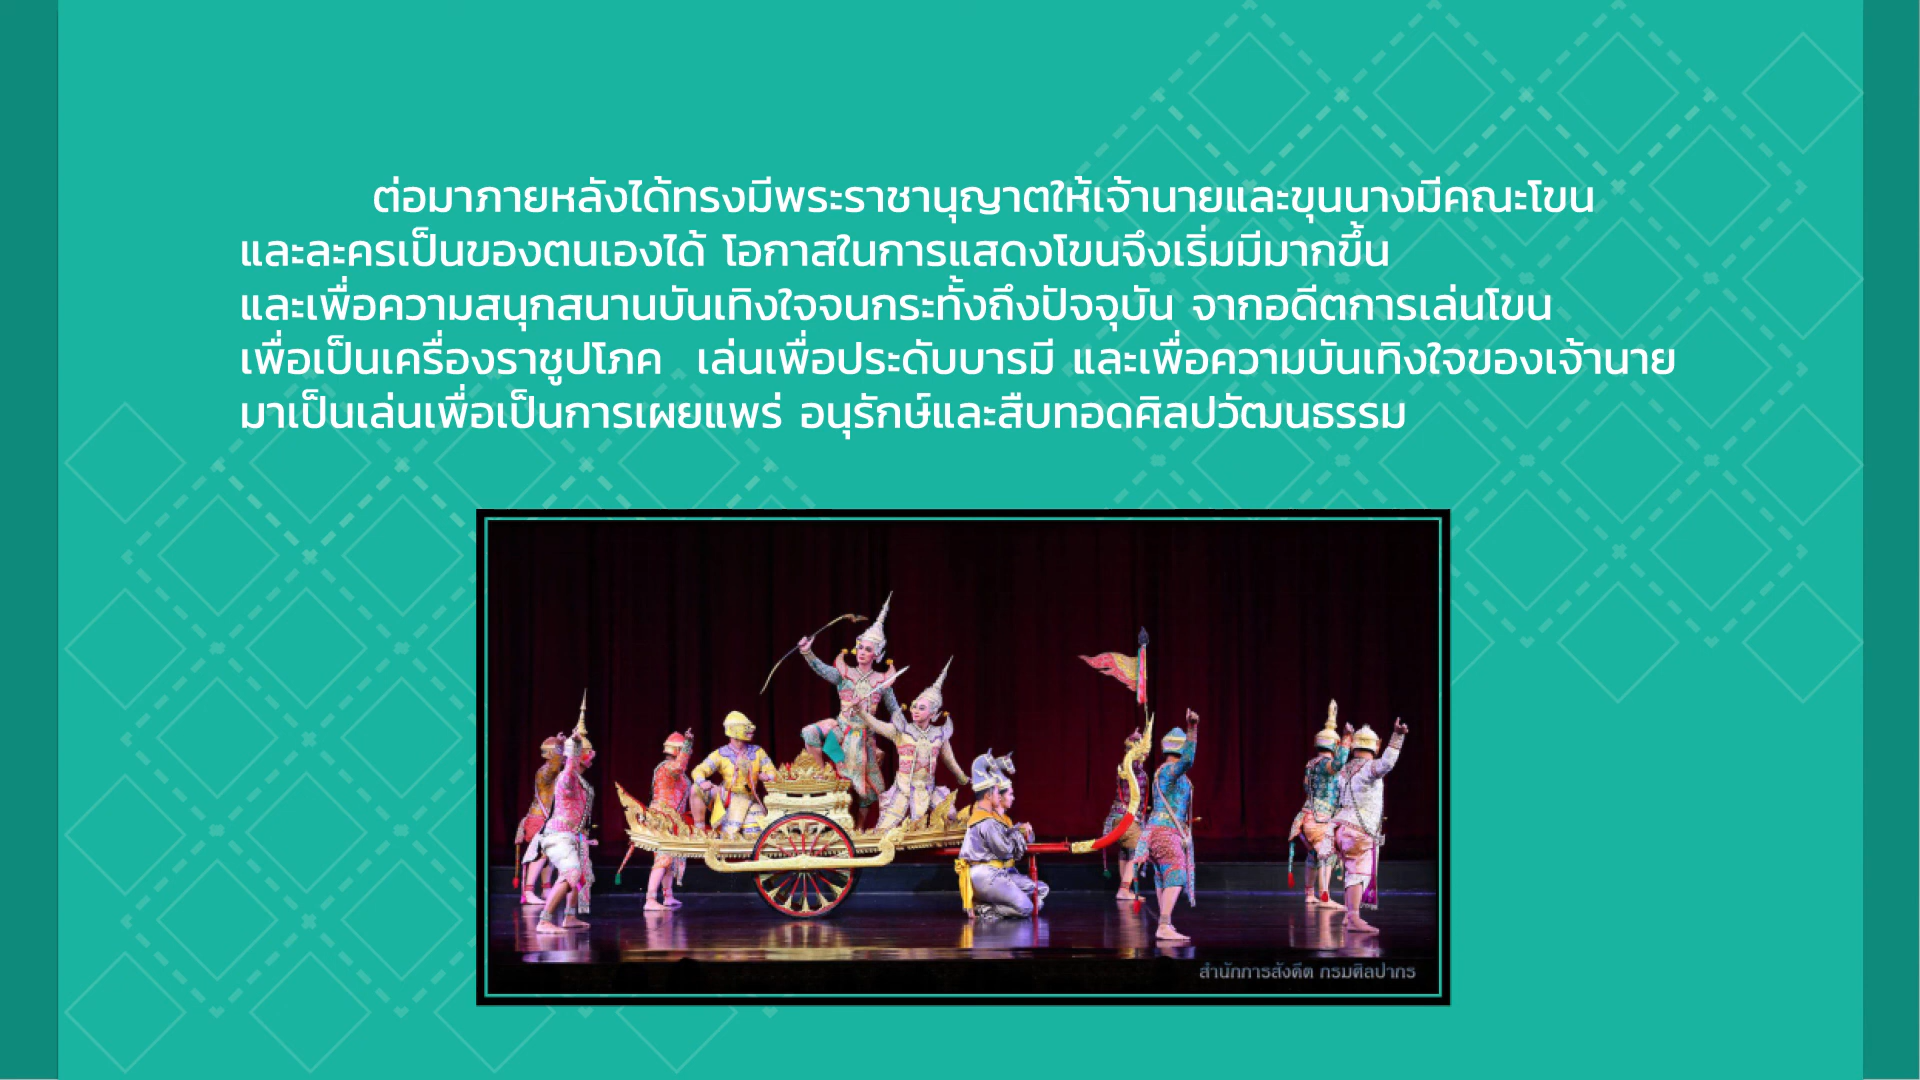 ต่อมาภายหลังได้ทรงมีพระราชานุญาตให้เจ้านายและขุนนางมีคณะโขน
และละครเป็นของตนเองได้ โอกาสในการแสดงโขนจึงเริ่มมีมากขึ้น
และเพื่อความสนุกสนานบันเทิงใจจนกระทั้งถึงปัจจุบัน จากอดีตการเล่นโขน
เพื่อเป็นเครื่องราชูปโภค เล่นเพื่อประดับบารมี และเพื่อความบันเทิงใจของเจ้านาย
มาเป็นเล่นเพื่อเป็นการเผยแพร่ อนุรักษ์และสืบทอดศิลปวัฒนธรรม
สำนักการสังคีต กรมศิลปากร